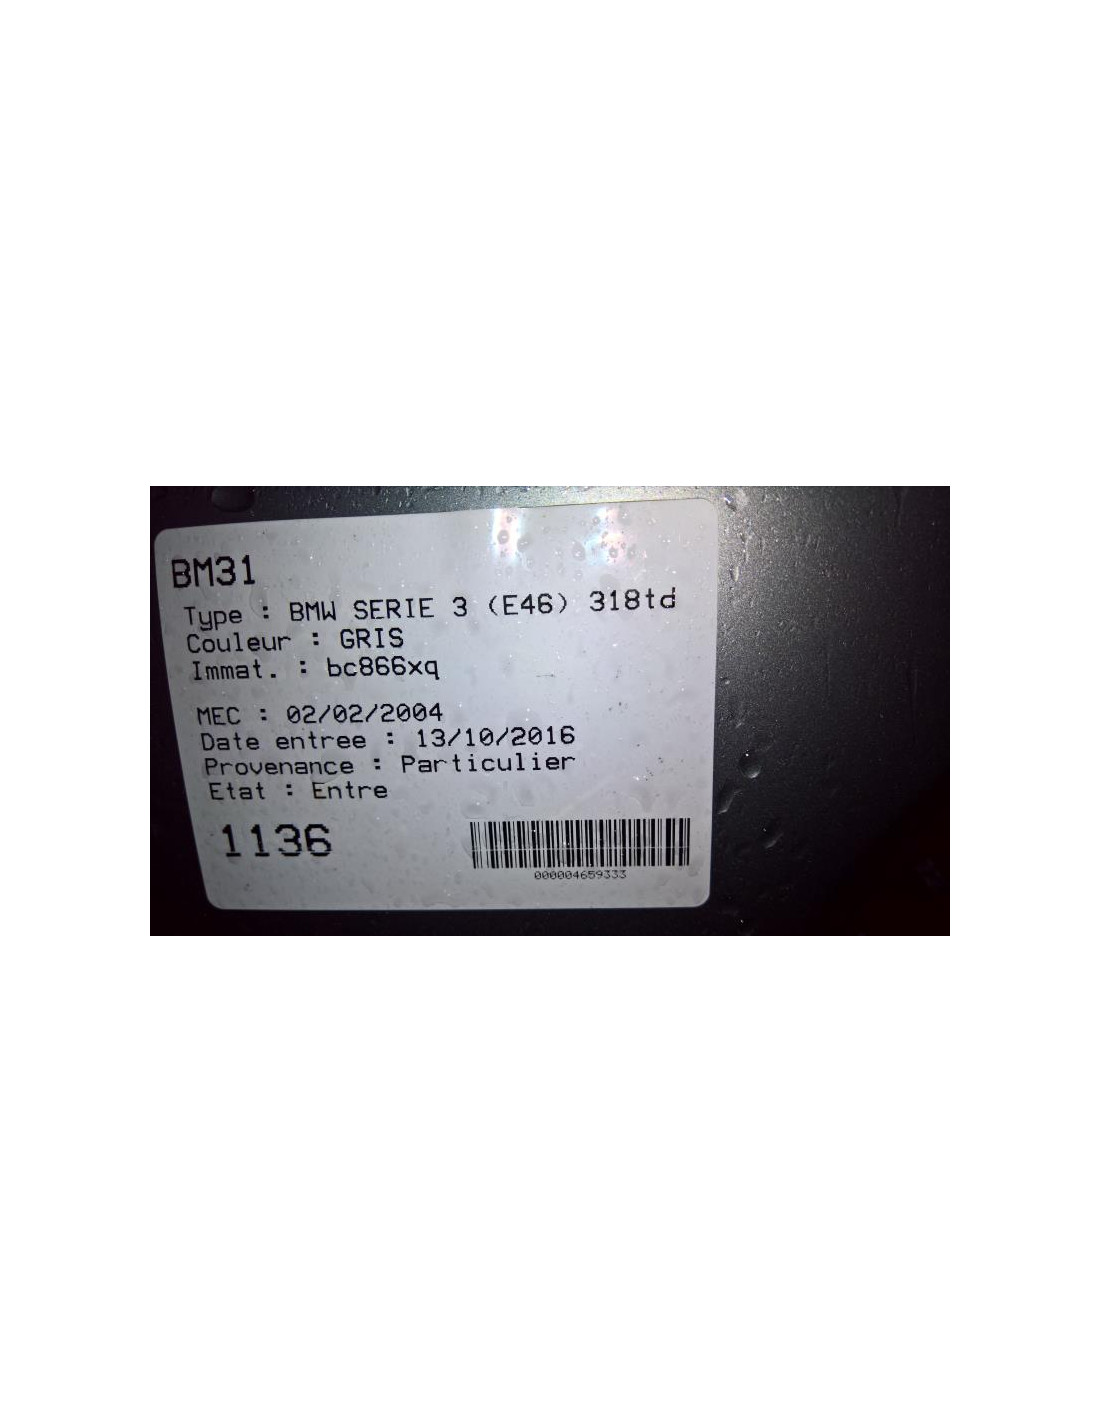 BM31
Type : BMW SERIE 3 (E46) 318td
Couleur : GRIS
Immat. : bc866xq
MEC : 02/02/2004
Date entree : 13/10/2016
Provenance : Particulier
Etat : Entre
1136
000004659333